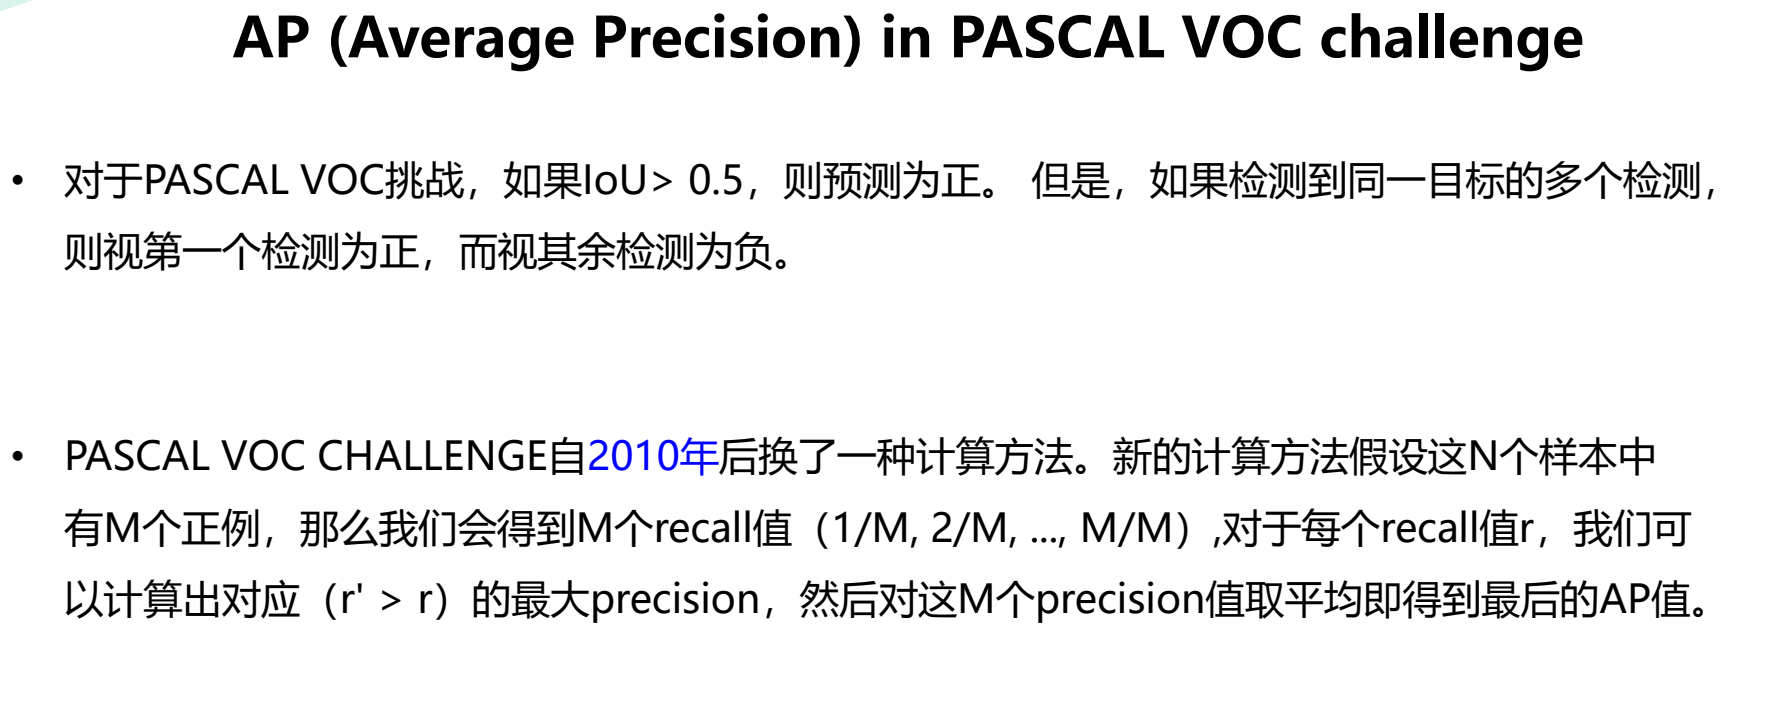 AP (Average Precision) in PASCAL VOC challenge
• 对于PASCAL VOC挑战，如果IoU> 0.5，则预测为正。 但是，如果检测到同一目标的多个检测，
则视第一个检测为正，而视其余检测为负。
• PASCAL VOC CHALLENGE自2010年后换了一种计算方法。新的计算方法假设这N个样本中
有M个正例，那么我们会得到M个recall值（1/M, 2/M, ..., M/M）,对于每个recall值r，我们可
以计算出对应（r' > r）的最大precision，然后对这M个precision值取平均即得到最后的AP值。